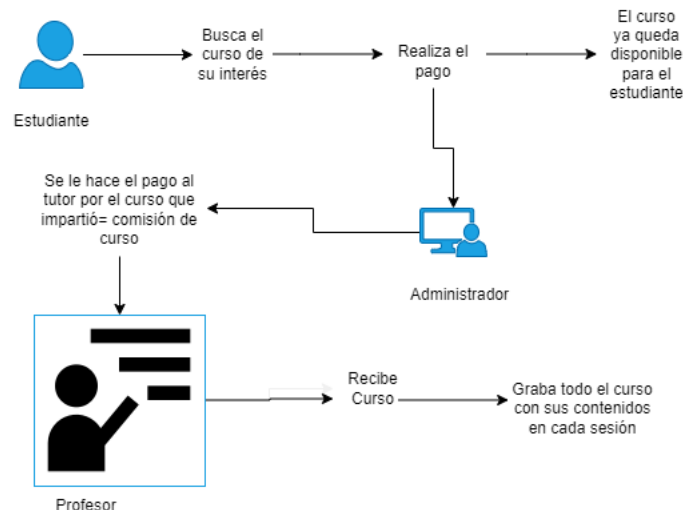 Estudiante
Busca el
curso de
su interés
Realiza el
pago
El curso
ya queda
disponible
para el
estudiante
Se le hace el pago al
tutor por el curso que
impartió= comisión de
curso
Administrador
Profesor
Recibe
Curso
Graba todo el curso
con sus contenidos
en cada sesión